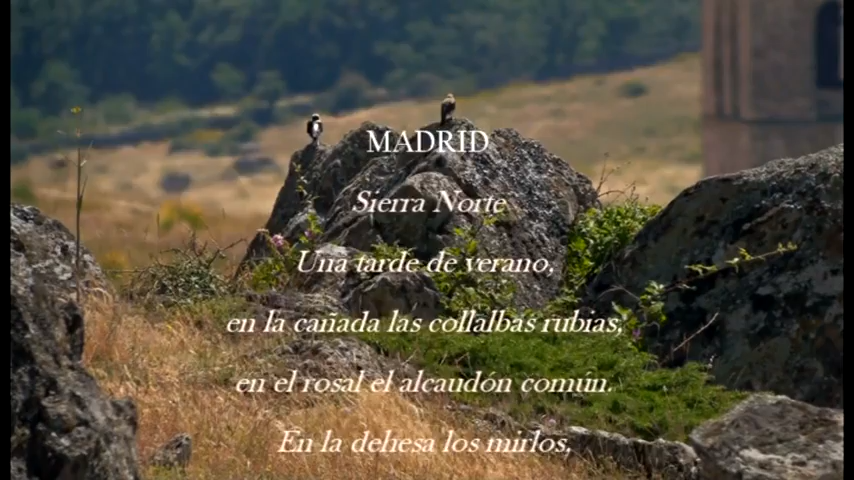 MADRID
Sierra Norte
Una tarde de verano,
en la cañada las collalbas rubias,
en el rosal el alcaudón común.
En la dehesa los mirlos,